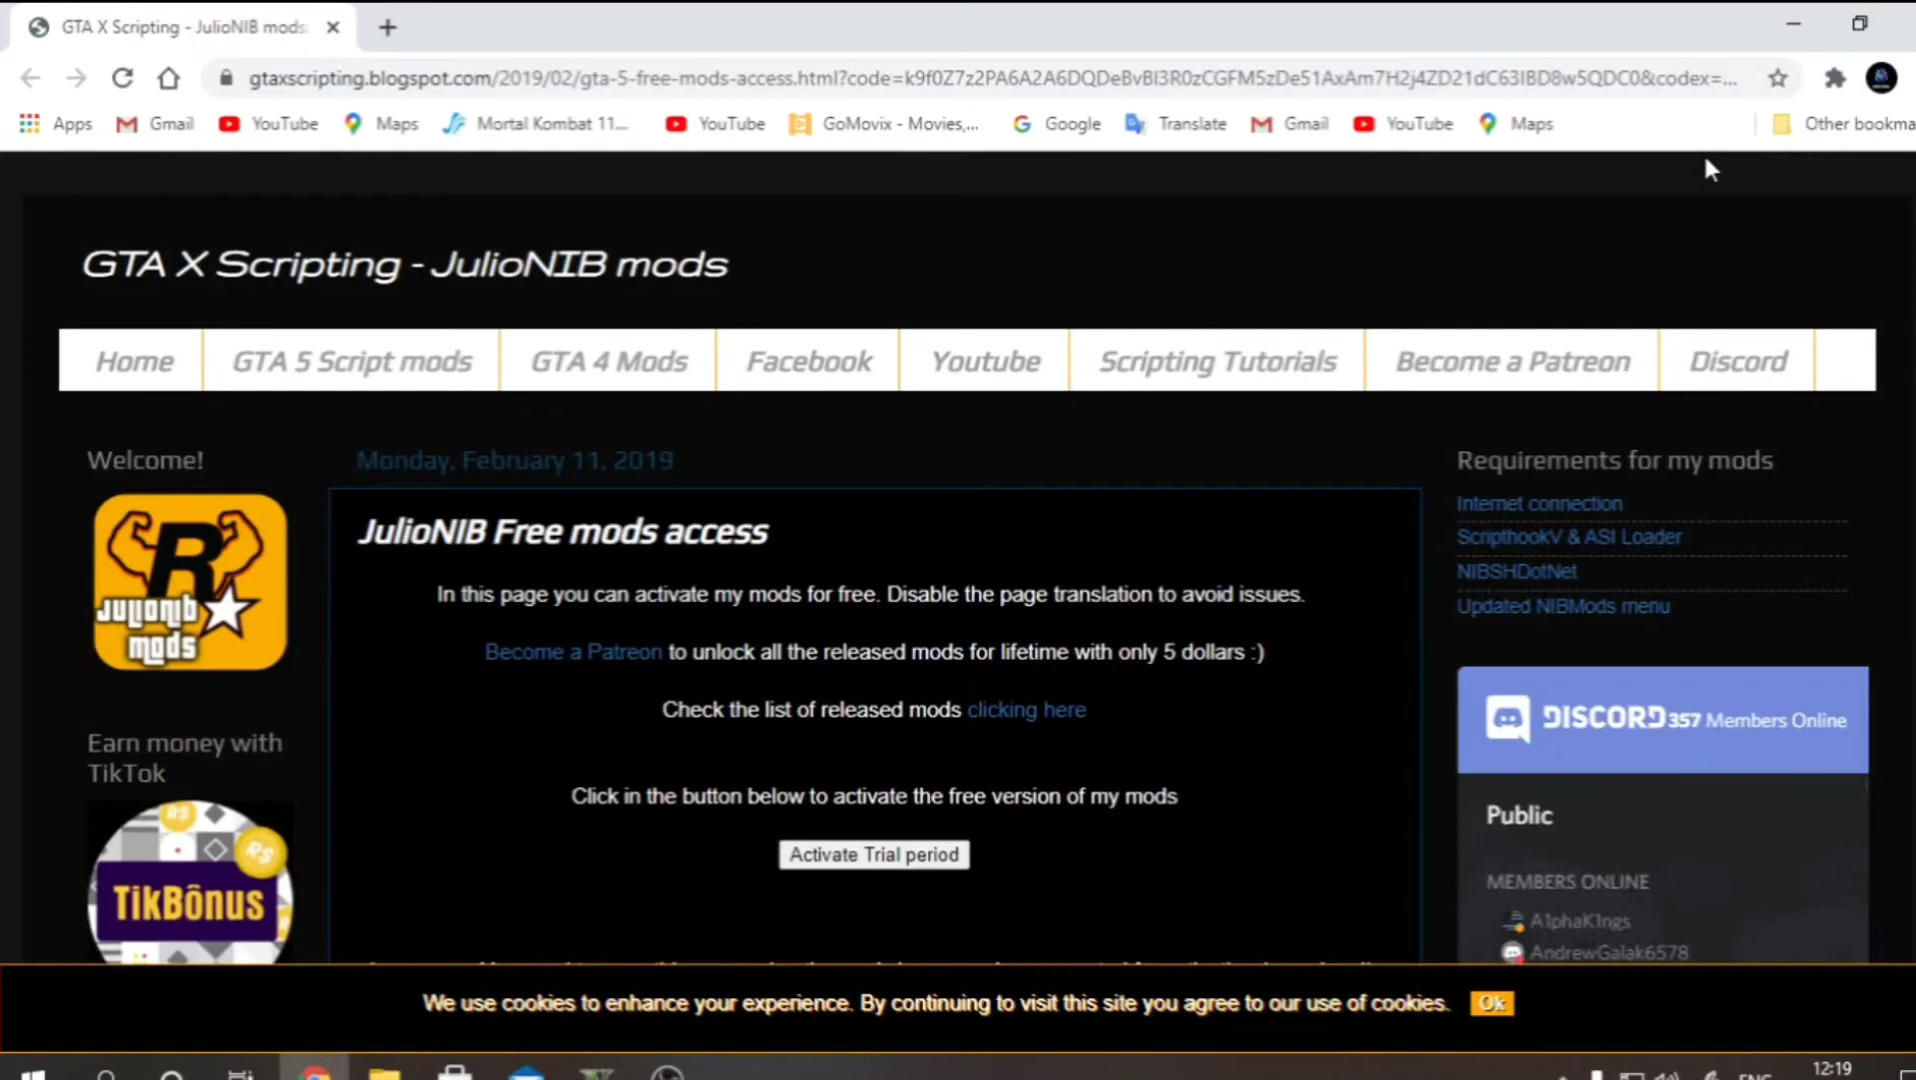 GTA X Scripting - JulioNIB mods
gtaxscripting.blogspot.com/2019/02/gta-5-free-mods-access.html?code=k9f0Z7z2PA6A2A6DQDeBvBl3R0zCGFM5zDe51AxAm7H2j4ZD21dC63IBD8w5QDC0&codex=...
Apps Gmail YouTube Maps Mortal Kombat 11... YouTube GoMovix - Movies,... Google Translate Gmail YouTube Maps Other bookma
GTA X Scripting - JulioNIB mods
Home GTA 5 Script mods GTA 4 Mods Facebook Youtube Scripting Tutorials Become a Patreon Discord
Welcome!
R
JulioNIB
mods
Earn money with
TikTok
R$
R$
TikBônus
Monday, February 11, 2019
JulioNIB Free mods access
In this page you can activate my mods for free. Disable the page translation to avoid issues.
Become a Patreon to unlock all the released mods for lifetime with only 5 dollars :)
Check the list of released mods clicking here
Click in the button below to activate the free version of my mods
Activate Trial period
Requirements for my mods
Internet connection
ScripthookV & ASI Loader
NIBSHDotNet
Updated NIBMods menu
DISCORD 357 Members Online
Public
MEMBERS ONLINE
A1phaK1ngs
AndrewGalak6578
We use cookies to enhance your experience. By continuing to visit this site you agree to our use of cookies. Ok
12:19